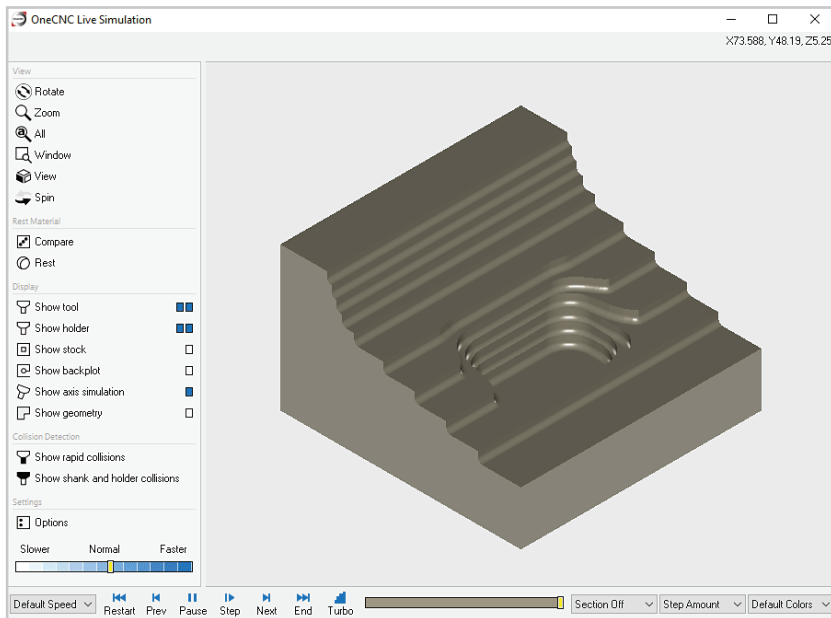 OneCNC Live Simulation
X73.588, Y48.19, Z5.25
View
Rotate
Zoom
All
Window
View
Spin
Rest Material
Compare
Rest
Display
Show tool
Show holder
Show stock
Show backplot
Show axis simulation
Show geometry
Collision Detection
Show rapid collisions
Show shank and holder collisions
Settings
Options
Slower Normal Faster
Default Speed Restart Prev Pause Step Next End Turbo Section Off Step Amount Default Colors